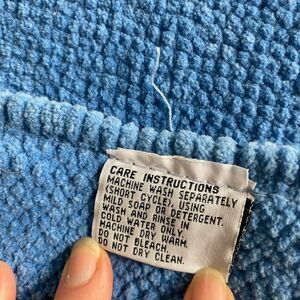 CARE INSTRUCTIONS
MACHINE WASH SEPARATELY
(SHORT CYCLE), USING
MILD SOAP OR DETERGENT.
WASH AND RINSE IN
COLD WATER ONLY.
MACHINE DRY WARM.
DO NOT BLEACH.
DO NOT DRY CLEAN.